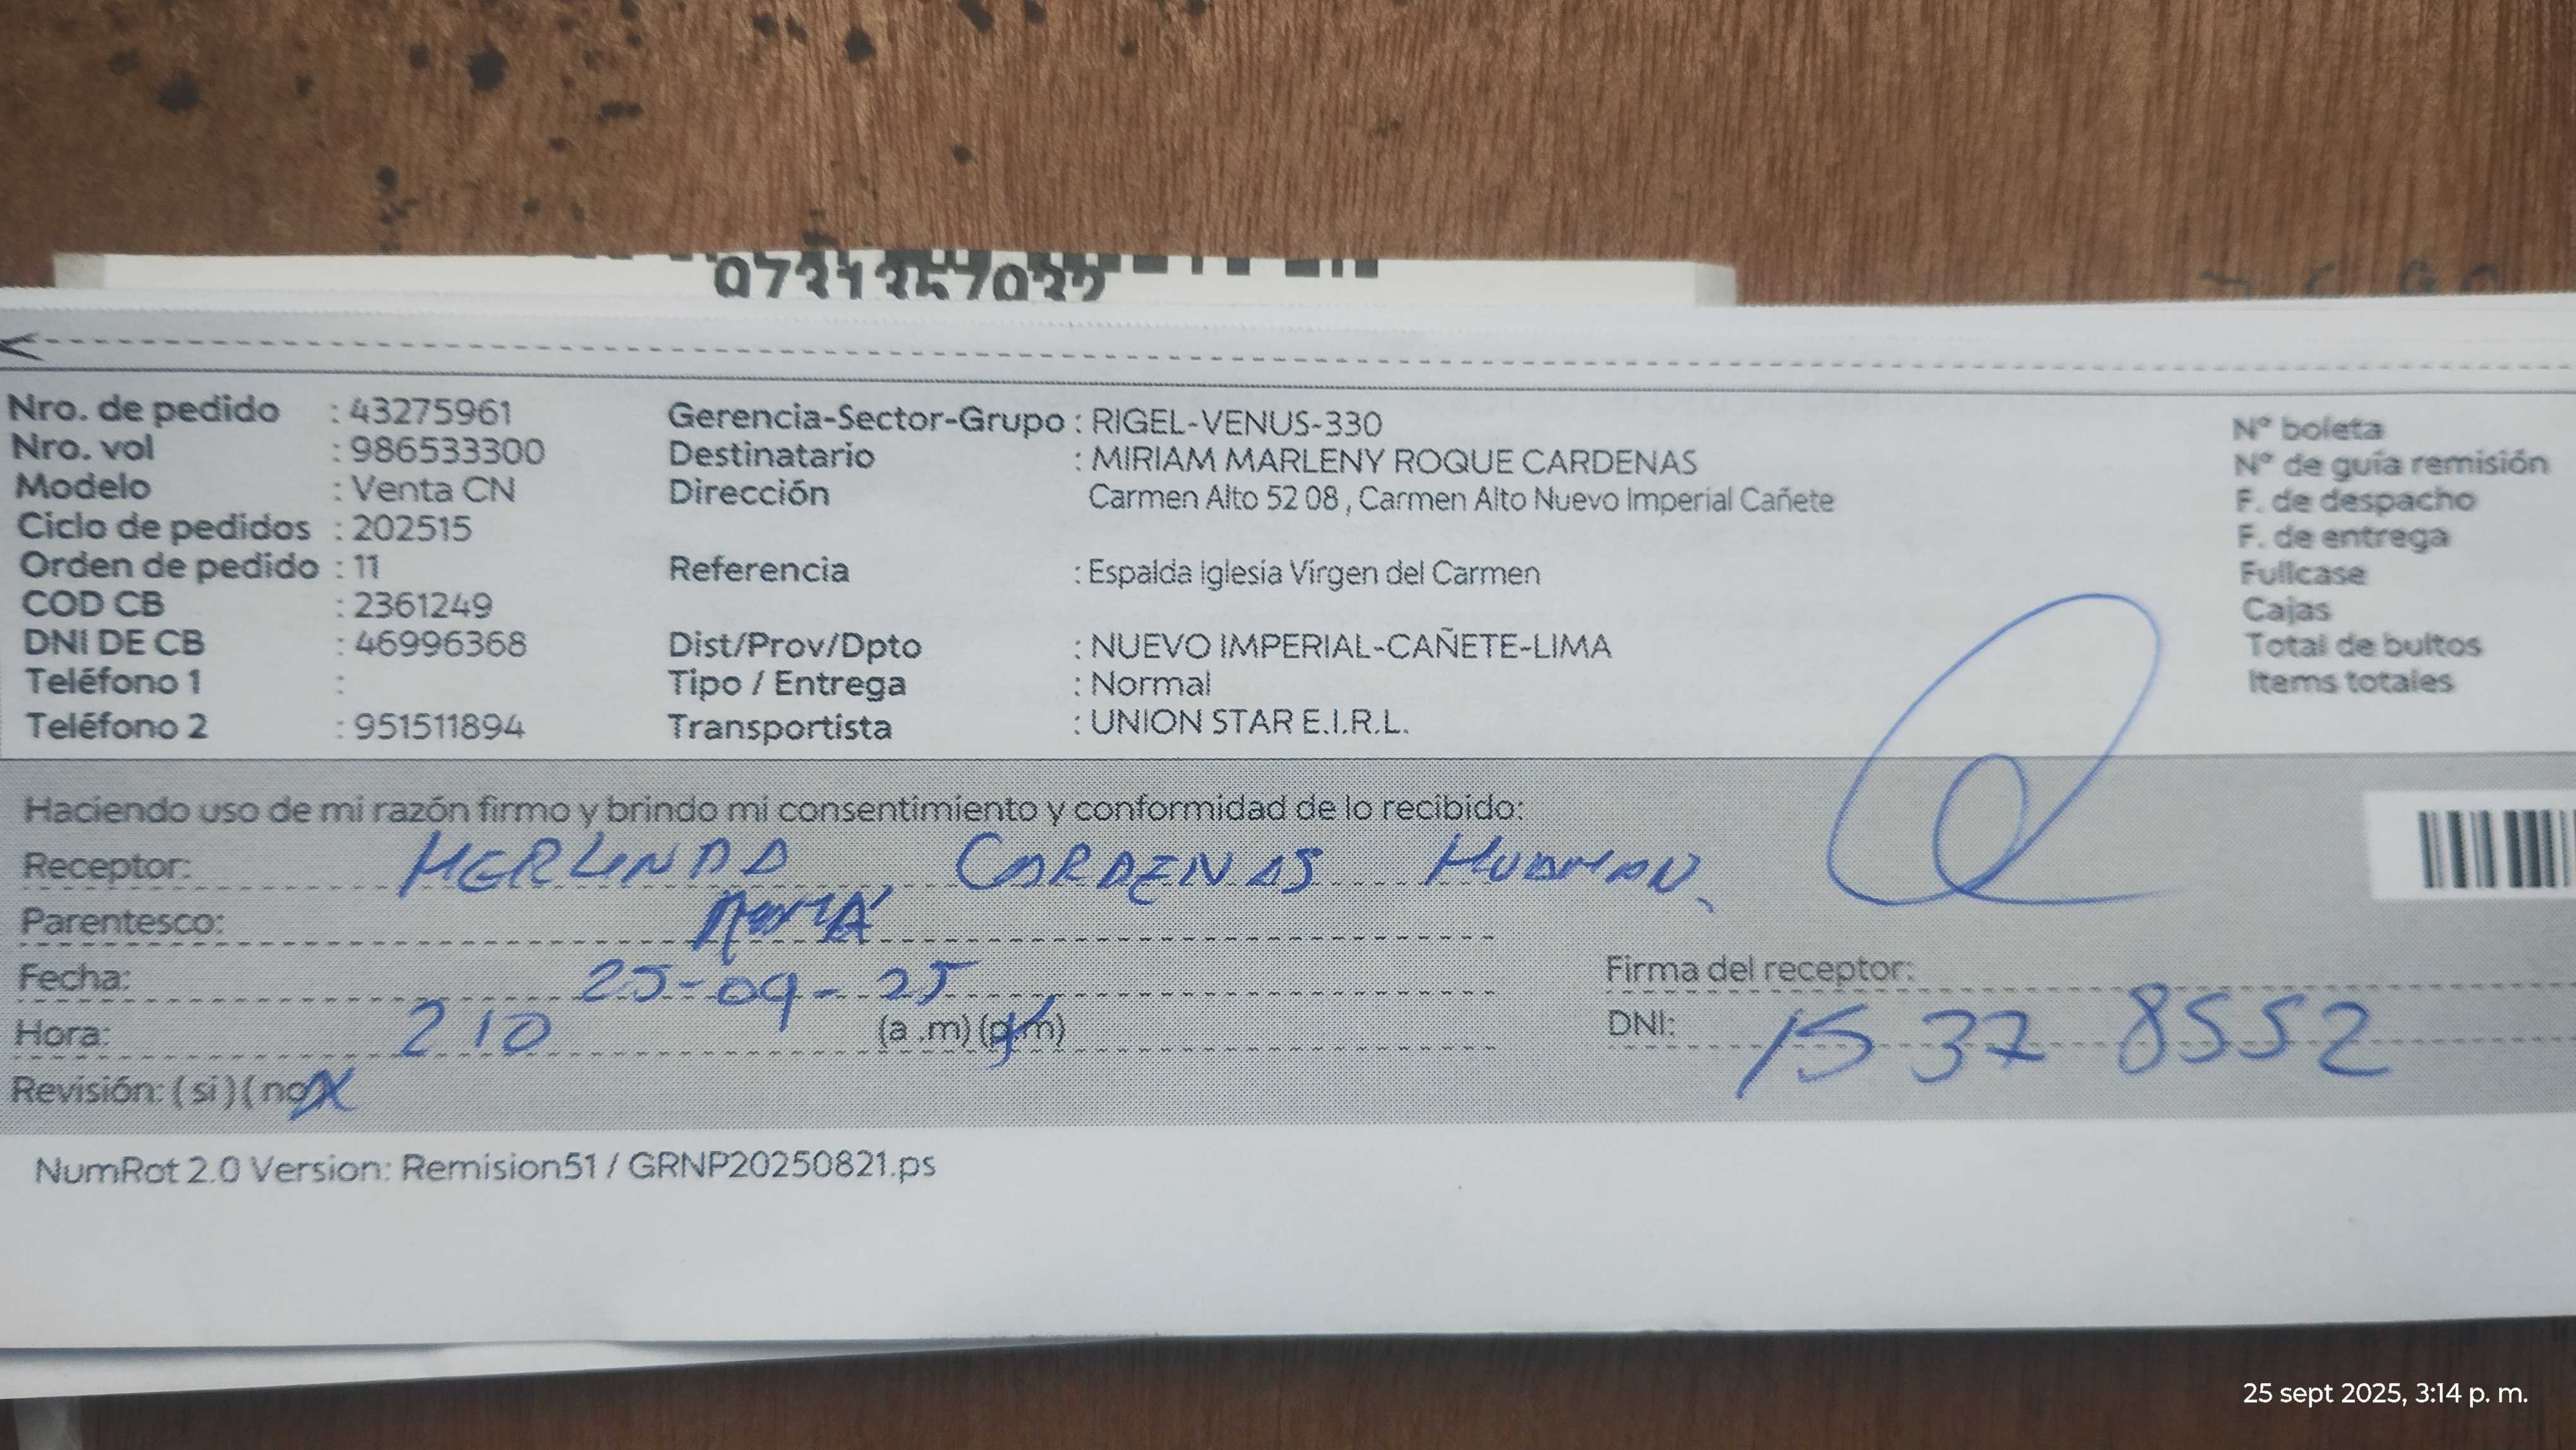 0731357032
Nro. de pedido : 43275961
Nro. vol : 986533300
Modelo : Venta CN
Ciclo de pedidos : 202515
Orden de pedido : 11
COD CB : 2361249
DNI DE CB : 46996368
Teléfono 1 :
Teléfono 2 : 951511894
Gerencia-Sector-Grupo : RIGEL-VENUS-330
Destinatario : MIRIAM MARLENY ROQUE CARDENAS
Dirección Carmen Alto 52 08 , Carmen Alto Nuevo Imperial Cañete
Referencia : Espalda Iglesia Virgen del Carmen
Dist/Prov/Dpto : NUEVO IMPERIAL-CAÑETE-LIMA
Tipo / Entrega : Normal
Transportista : UNION STAR E.I.R.L.
N° boleta
N° de guía remisión
F. de despacho
F. de entrega
Fullcase
Cajas
Total de bultos
Items totales
Haciendo uso de mi razón firmo y brindo mi consentimiento y conformidad de lo recibido:
Receptor: HERLINDA CARDENAS HUAMAN
Parentesco: MAMÁ
Fecha: 25-09-25
Hora: 2 10 (a .m) (p.m)
Revisión: ( si ) ( no )
Firma del receptor:
DNI: 15 37 8552
NumRot 2.0 Version: Remision51 / GRNP20250821.ps
25 sept 2025, 3:14 p. m.